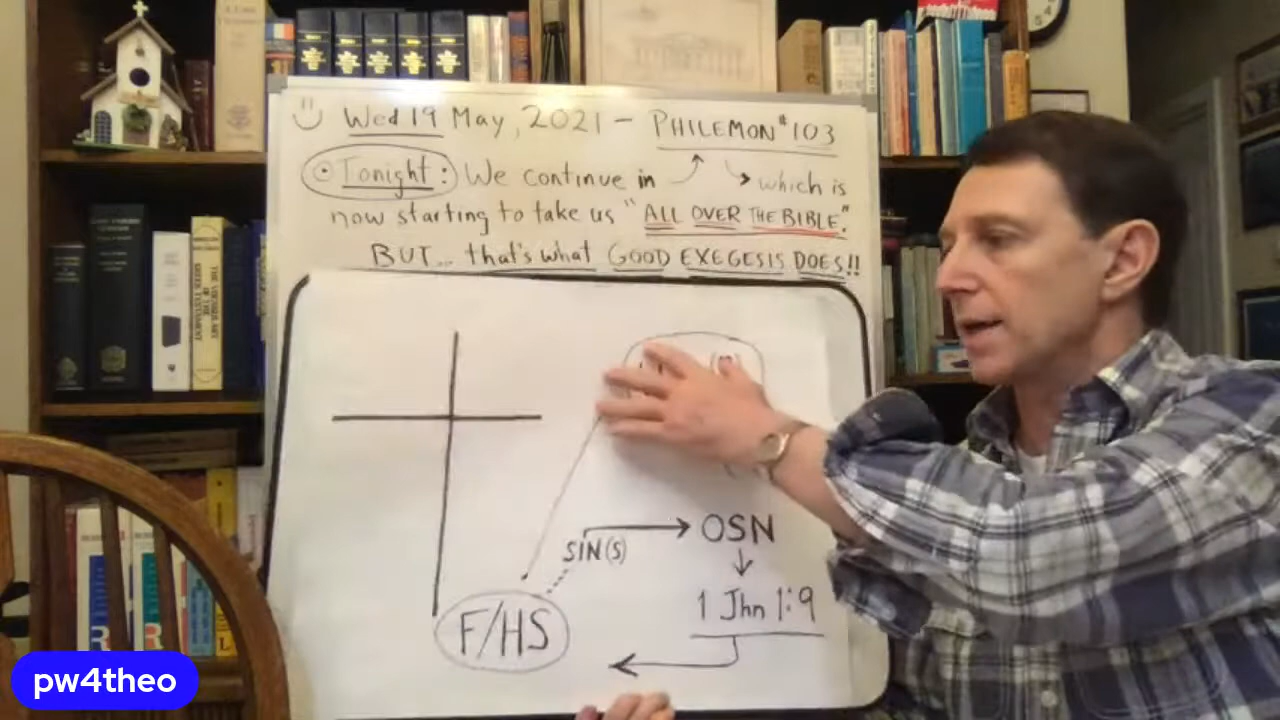 Wed 19 May, 2021 - PHILEMON #103
Tonight: We continue in which is
now starting to take us "ALL OVER THE BIBLE".
BUT... that's what GOOD EXEGESIS DOES!!
SIN(S) OSN
1 Jhn 1:9
F/HS
pw4theo